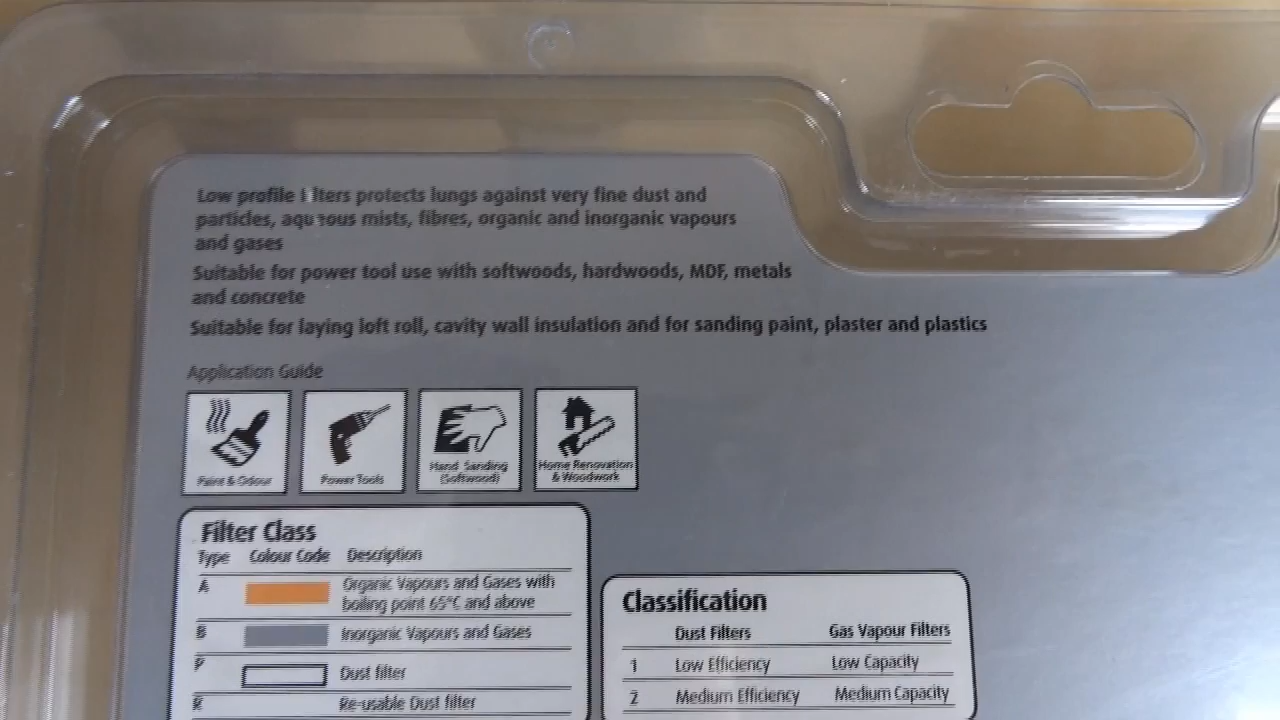 Low profile filters protects lungs against very fine dust and
particles, aqueous mists, fibres, organic and inorganic vapours
and gases
Suitable for power tool use with softwoods, hardwoods, MDF, metals
and concrete
Suitable for laying loft roll, cavity wall insulation and for sanding paint, plaster and plastics
Application Guide
Paint & Odour
Power Tools
Hand Sanding
(Softwood)
Home Renovation
& Woodwork
Filter Class
Type Colour Code Description
A Organic Vapours and Gases with
boiling point 65°C and above
B Inorganic Vapours and Gases
P Dust filter
R Re-usable Dust filter
Classification
Dust Filters Gas Vapour Filters
1 Low Efficiency Low Capacity
2 Medium Efficiency Medium Capacity